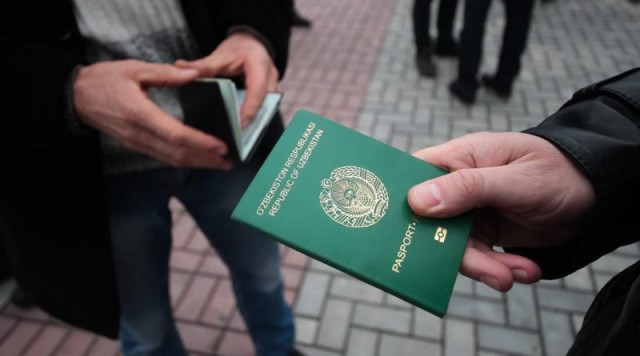 O'ZBEKISTON RESPUBLIKASI
REPUBLIC OF UZBEKISTAN
PASPORT